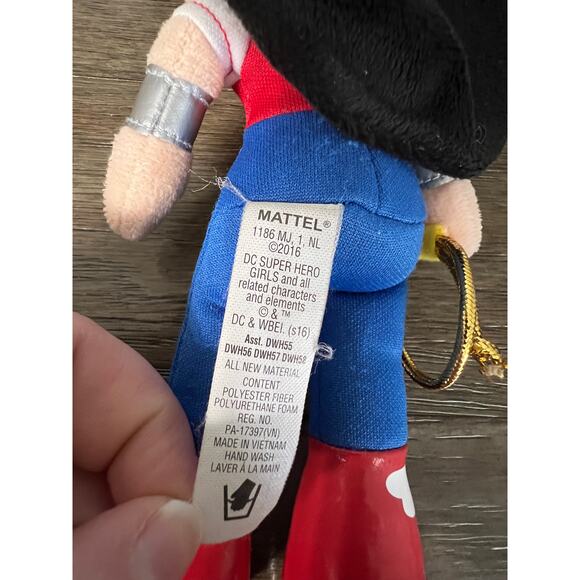 MATTEL®
1186 MJ, 1, NL
©2016
DC SUPER HERO
GIRLS and all
related characters
and elements
© & ™
DC & WBEI. (s16)
Asst. DWH55
DWH56 DWH57 DWH58
ALL NEW MATERIAL
CONTENT
POLYESTER FIBER
POLYURETHANE FOAM
REG. NO.
PA-17397(VN)
MADE IN VIETNAM
HAND WASH
LAVER À LA MAIN